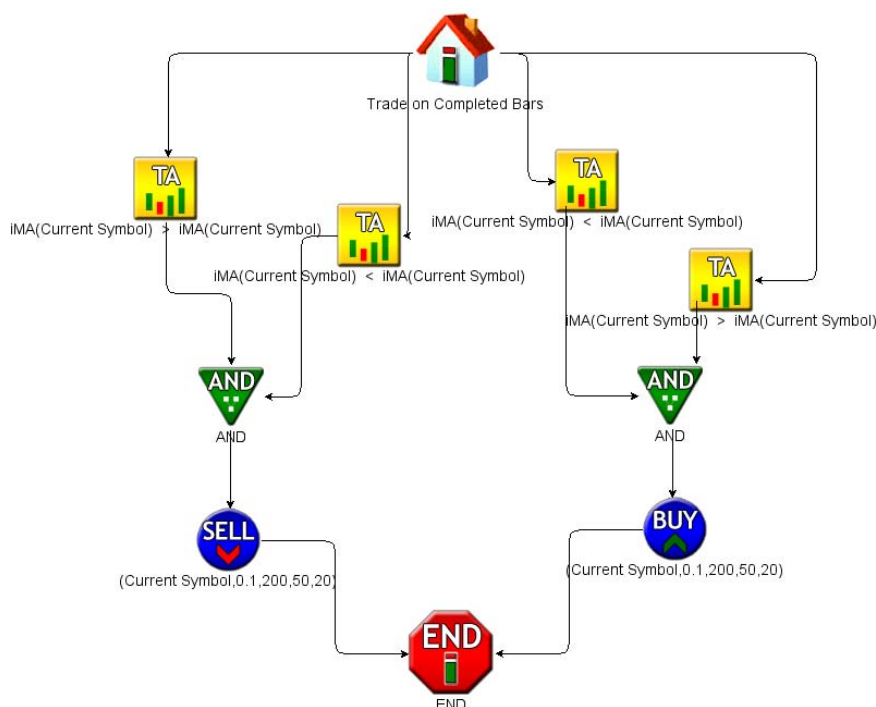 Trade on Completed Bars
TA
iMA(Current Symbol) > iMA(Current Symbol)
TA
iMA(Current Symbol) < iMA(Current Symbol)
TA
iMA(Current Symbol) < iMA(Current Symbol)
TA
iMA(Current Symbol) > iMA(Current Symbol)
AND
AND
AND
AND
SELL
(Current Symbol,0.1,200,50,20)
BUY
(Current Symbol,0.1,200,50,20)
END
END